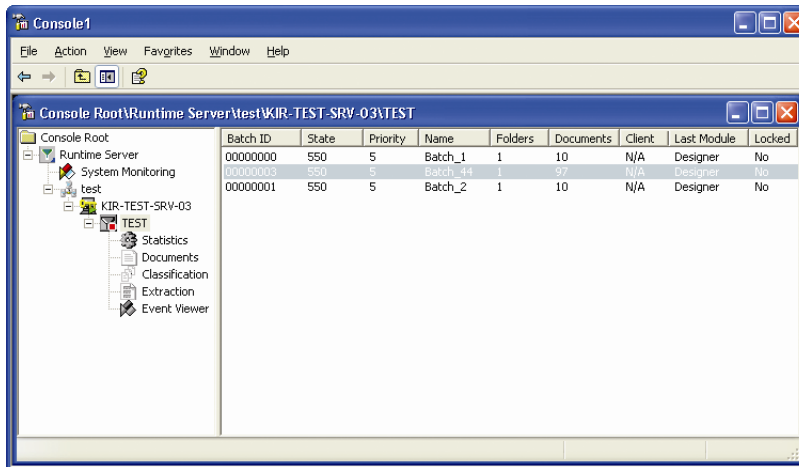 Console1
File Action View Favorites Window Help
Console Root\Runtime Server\test\KIR-TEST-SRV-03\TEST
Console Root
Runtime Server
System Monitoring
test
KIR-TEST-SRV-03
TEST
Statistics
Documents
Classification
Extraction
Event Viewer
Batch ID State Priority Name Folders Documents Client Last Module Locked
00000000 550 5 Batch_1 1 10 N/A Designer No
00000003 550 5 Batch_44 1 97 N/A Designer No
00000001 550 5 Batch_2 1 10 N/A Designer No